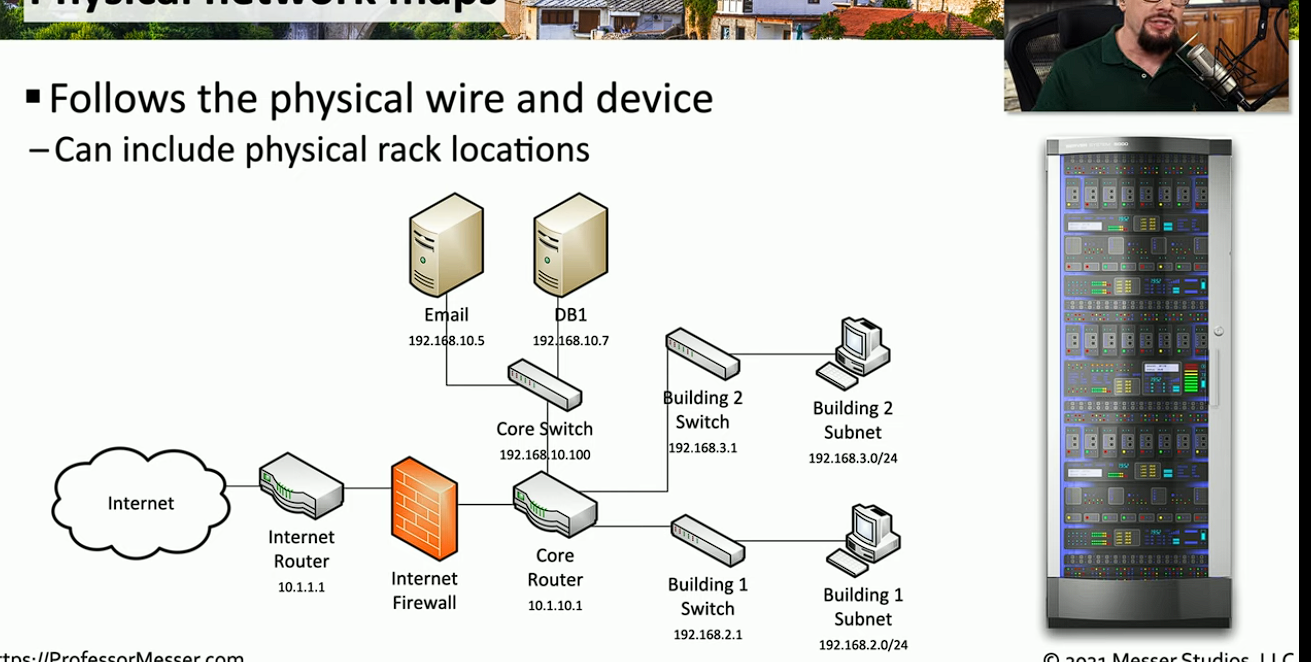 Physical network maps
Follows the physical wire and device
– Can include physical rack locations
Email
192.168.10.5
DB1
192.168.10.7
Core Switch
192.168.10.100
Building 2
Switch
192.168.3.1
Building 2
Subnet
192.168.3.0/24
Internet
Internet
Router
10.1.1.1
Internet
Firewall
Core
Router
10.1.10.1
Building 1
Switch
192.168.2.1
Building 1
Subnet
192.168.2.0/24
ttps://ProfessorMesser.com
© 2021 Messer Studios, LLC